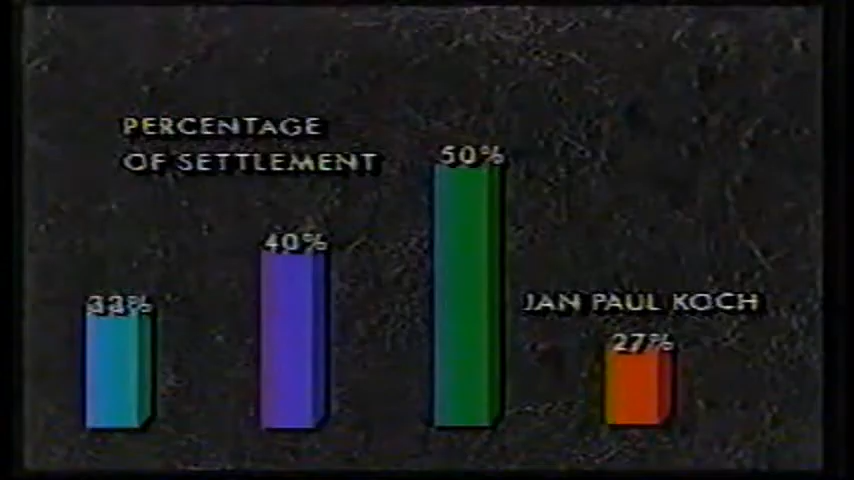 PERCENTAGE
OF SETTLEMENT
50%
40%
33%
JAN PAUL KOCH
27%